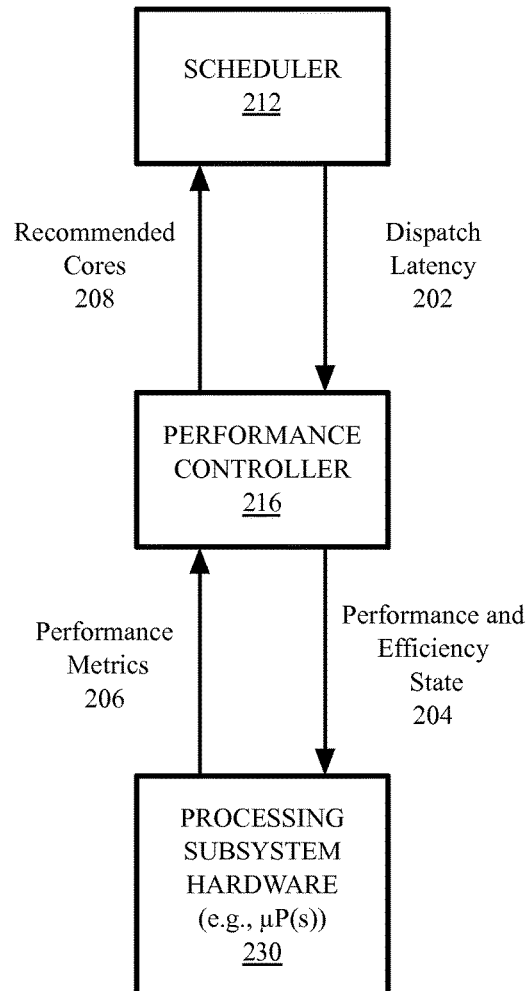 SCHEDULER
212
Recommended
Cores
208
Dispatch
Latency
202
PERFORMANCE
CONTROLLER
216
Performance
Metrics
206
Performance and
Efficiency
State
204
PROCESSING
SUBSYSTEM
HARDWARE
(e.g., µP(s))
230